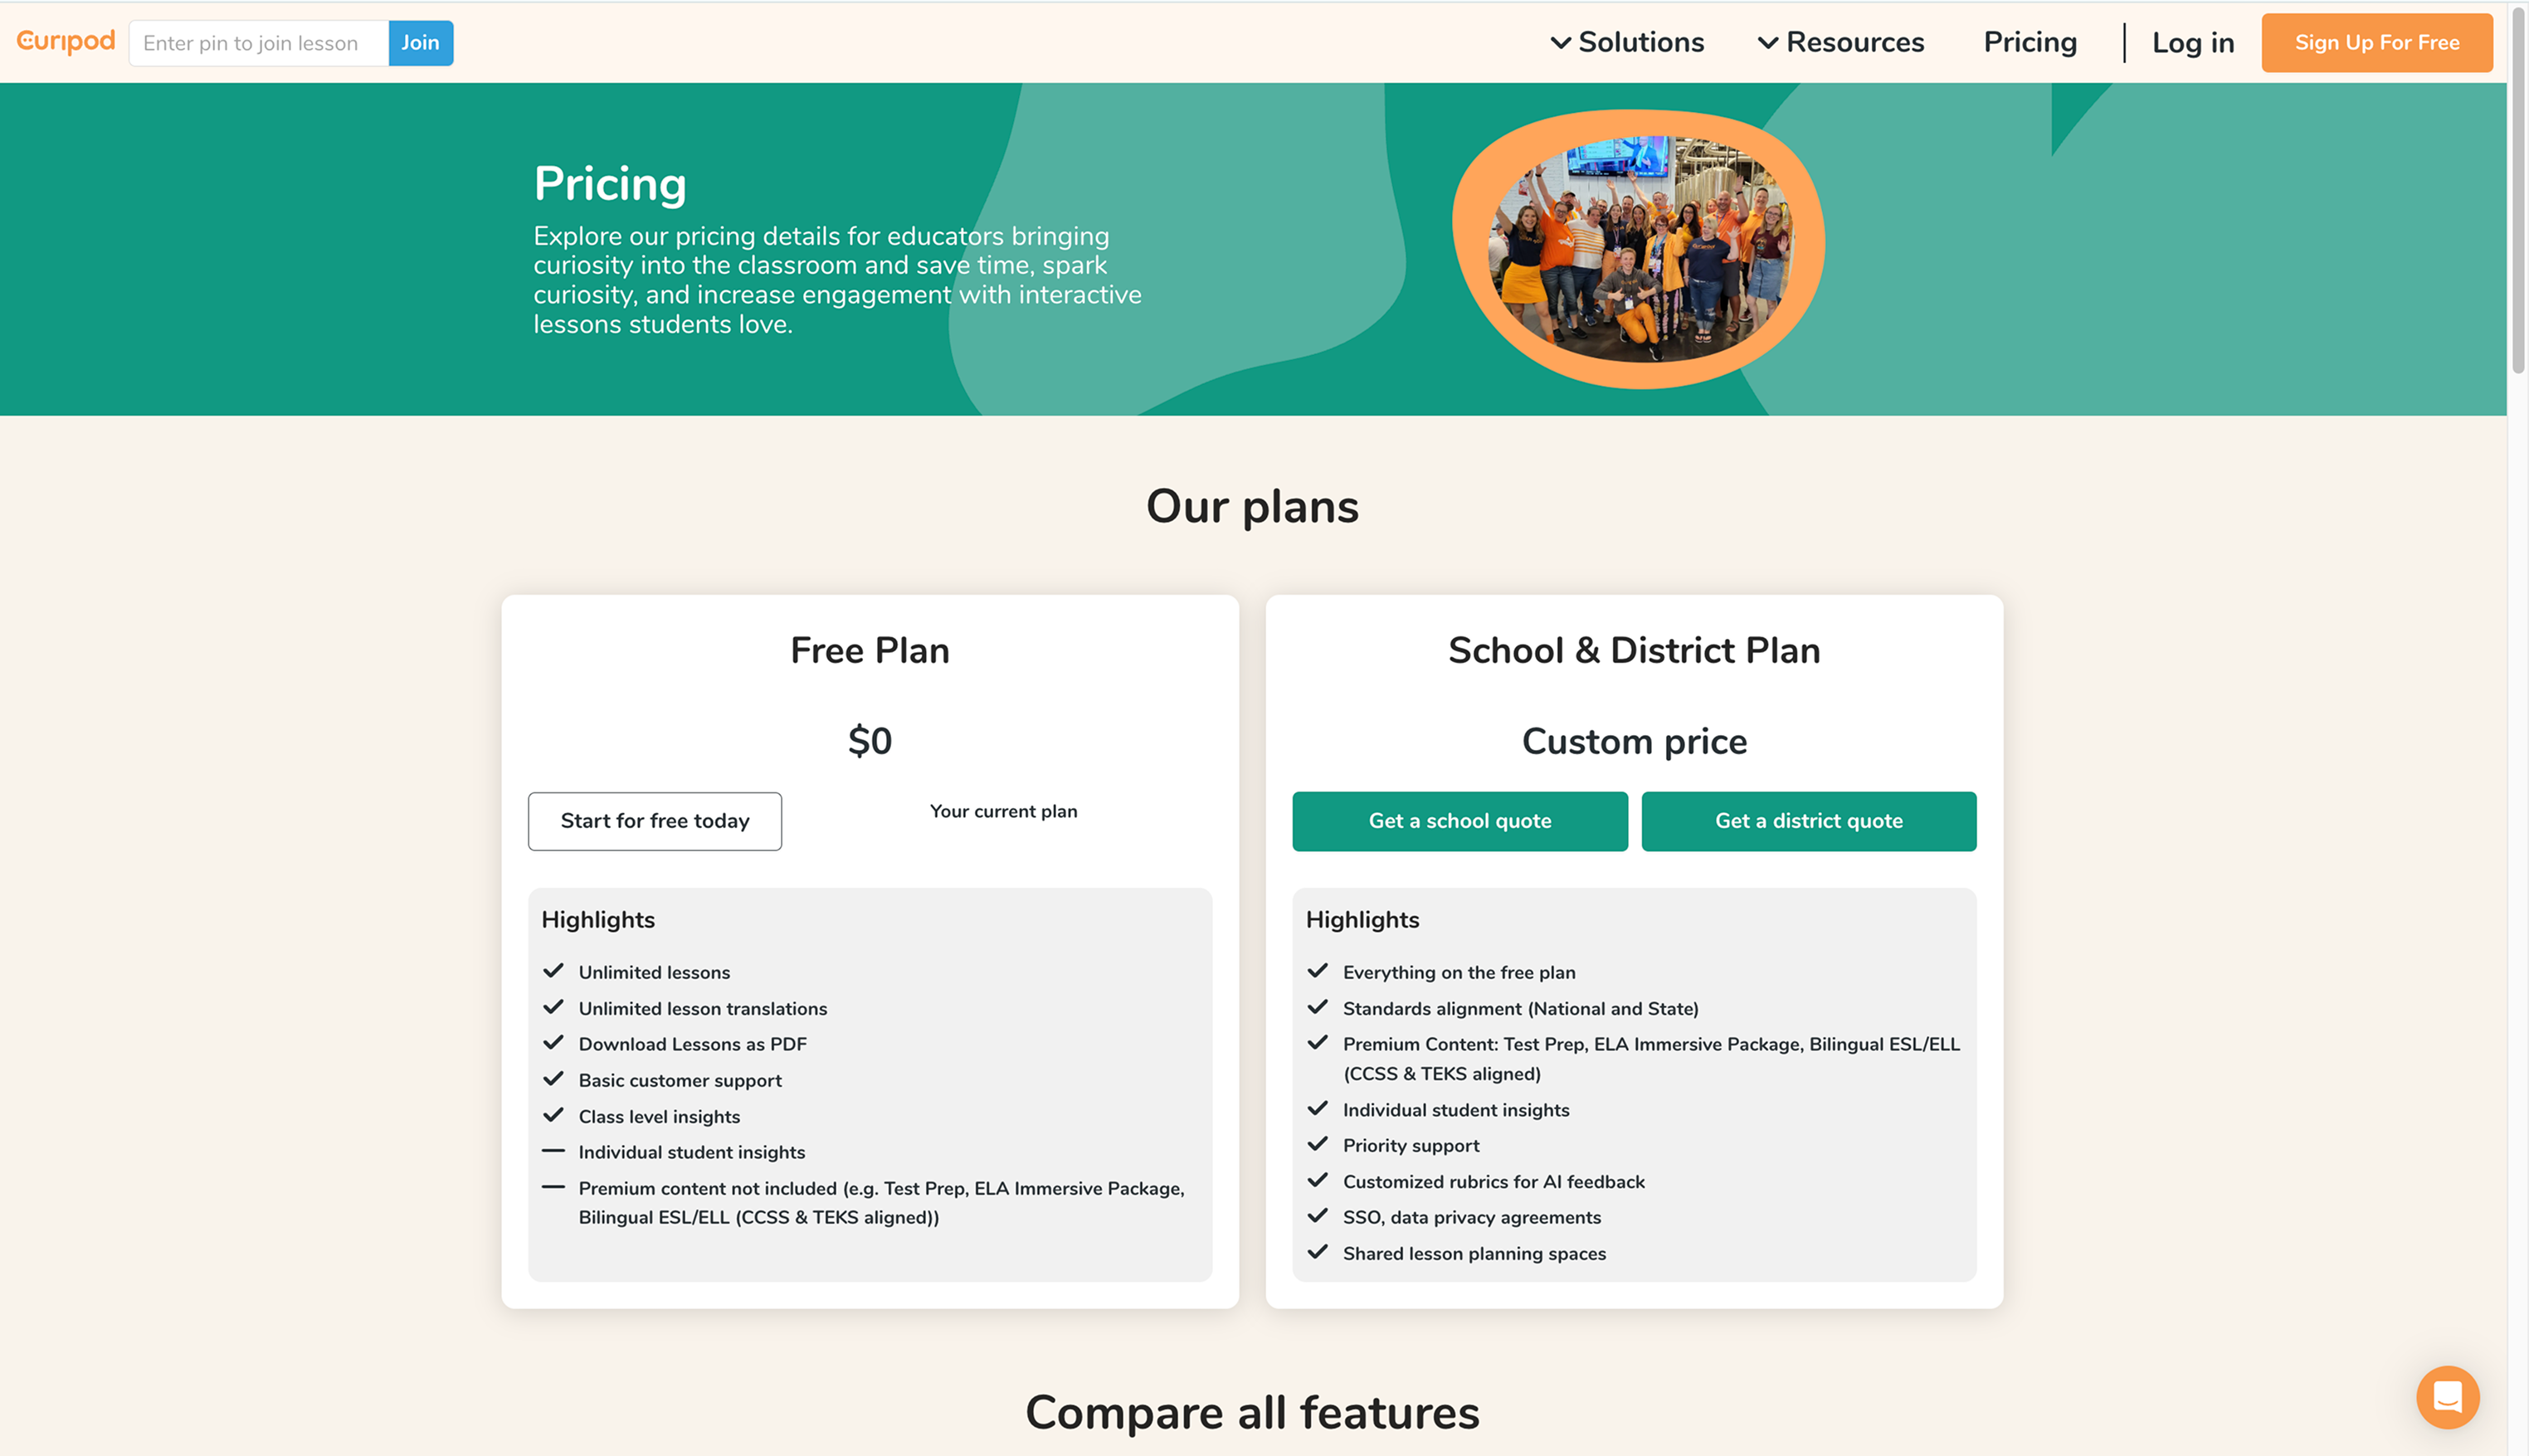 Curipod
Enter pin to join lesson
Join
Solutions
Resources
Pricing
Log in
Sign Up For Free
Pricing
Explore our pricing details for educators bringing
curiosity into the classroom and save time, spark
curiosity, and increase engagement with interactive
lessons students love.
Our plans
Free Plan
$0
Start for free today
Your current plan
Highlights
Unlimited lessons
Unlimited lesson translations
Download Lessons as PDF
Basic customer support
Class level insights
Individual student insights
Premium content not included (e.g. Test Prep, ELA Immersive Package,
Bilingual ESL/ELL (CCSS & TEKS aligned))
School & District Plan
Custom price
Get a school quote
Get a district quote
Highlights
Everything on the free plan
Standards alignment (National and State)
Premium Content: Test Prep, ELA Immersive Package, Bilingual ESL/ELL
(CCSS & TEKS aligned)
Individual student insights
Priority support
Customized rubrics for AI feedback
SSO, data privacy agreements
Shared lesson planning spaces
Compare all features